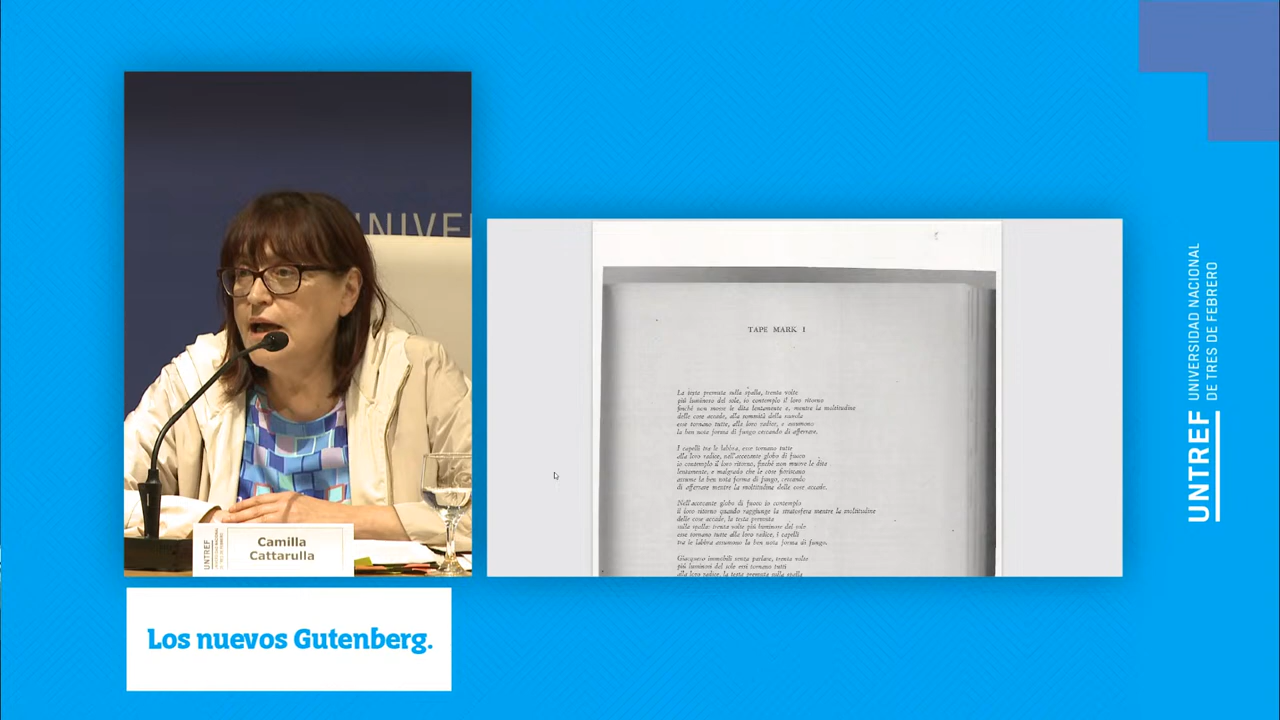 UNIVE
UNTREF
Camilla
Cattarulla
Los nuevos Gutenberg.
TAPE MARK I
La testa premuta sulla spalla, trenta volte
più luminoso del sole, io contemplo il loro ritorno
finché non mosse le dita lentamente e, mentre la moltitudine
delle cose accade, alla sommità della nuvola
esse tornano tutte, alla loro radice, e assumono
la ben nota forma di fungo cercando di afferrare.
I capelli tra le labbra, esse tornano tutte
alla loro radice, nell'accecante globo di fuoco
io contemplo il loro ritorno, finché non muove le dita
lentamente, e malgrado che le cose fioriscano
assume la ben nota forma di fungo, cercando
di afferrare mentre la moltitudine delle cose accade.
Nell'accecante globo di fuoco io contemplo
il loro ritorno quando raggiunge la stratosfera mentre la moltitudine
delle cose accade, la testa premuta
sulla spalla: trenta volte più luminose del sole
esse tornano tutte alla loro radice, i capelli
tra le labbra assumono la ben nota forma di fungo.
Giacquero immobili senza parlare, trenta volte
più luminosi del sole essi tornano tutti
alla loro radice, la testa premuta sulla spalla
UNTREF
UNIVERSIDAD NACIONAL
DE TRES DE FEBRERO